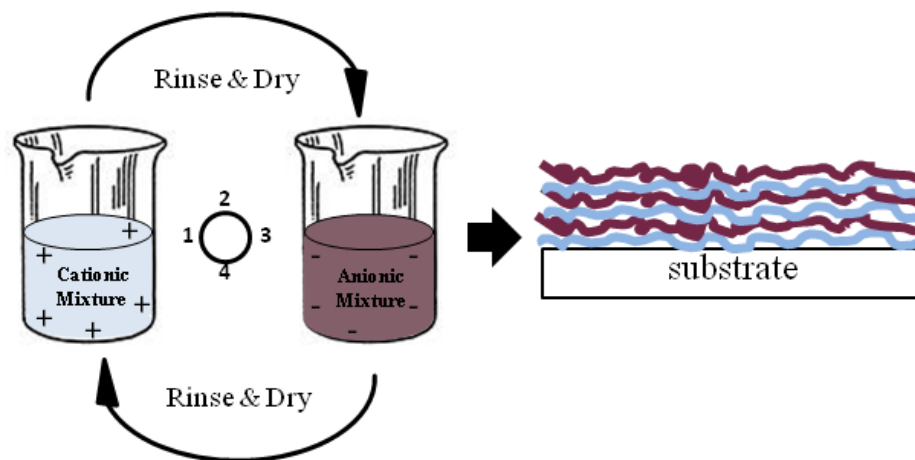 Rinse & Dry
2
1
3
4
+
+
Cationic
Mixture
+
+
+
-
-
Anionic
Mixture
-
-
-
substrate
Rinse & Dry